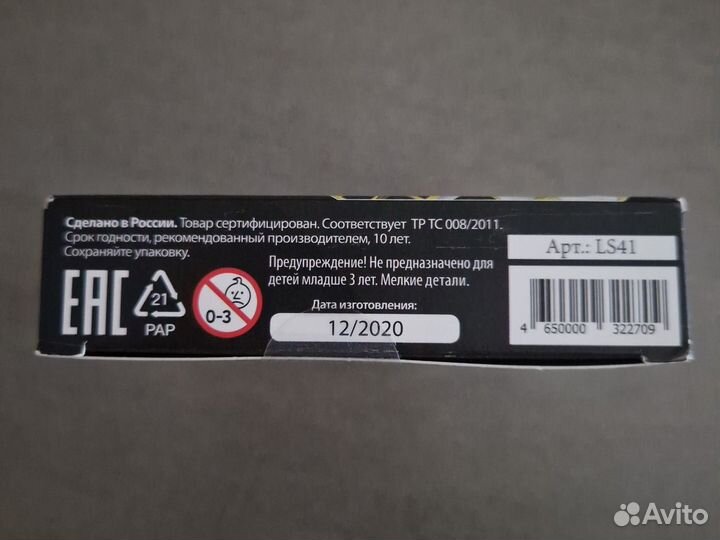 Сделано в России. Товар сертифицирован. Соответствует ТР ТС 008/2011.
Срок годности, рекомендованный производителем, 10 лет.
Сохраняйте упаковку.
Предупреждение! Не предназначено для
детей младше 3 лет. Мелкие детали.
EAC
21
PAP
0-3
Дата изготовления:
12/2020
Арт.: LS41
4 650000 322709
Avito